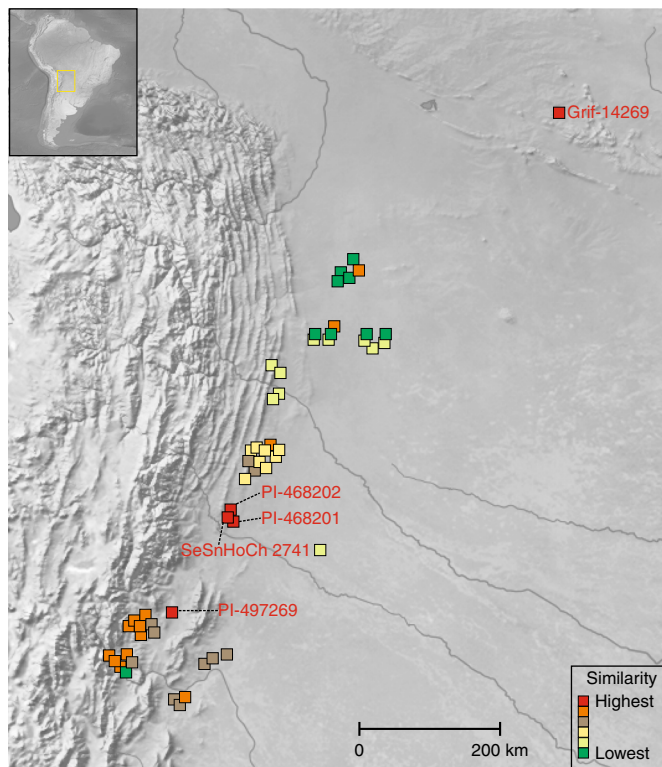 Grif-14269
PI-468202
PI-468201
SeSnHoCh 2741
PI-497269
Similarity
Highest
Lowest
0 200 km